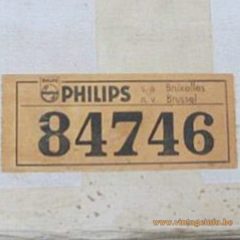 PHILIPS s.a. Bruxelles
n.v. Brussel
84746
www.vintageinfo.be